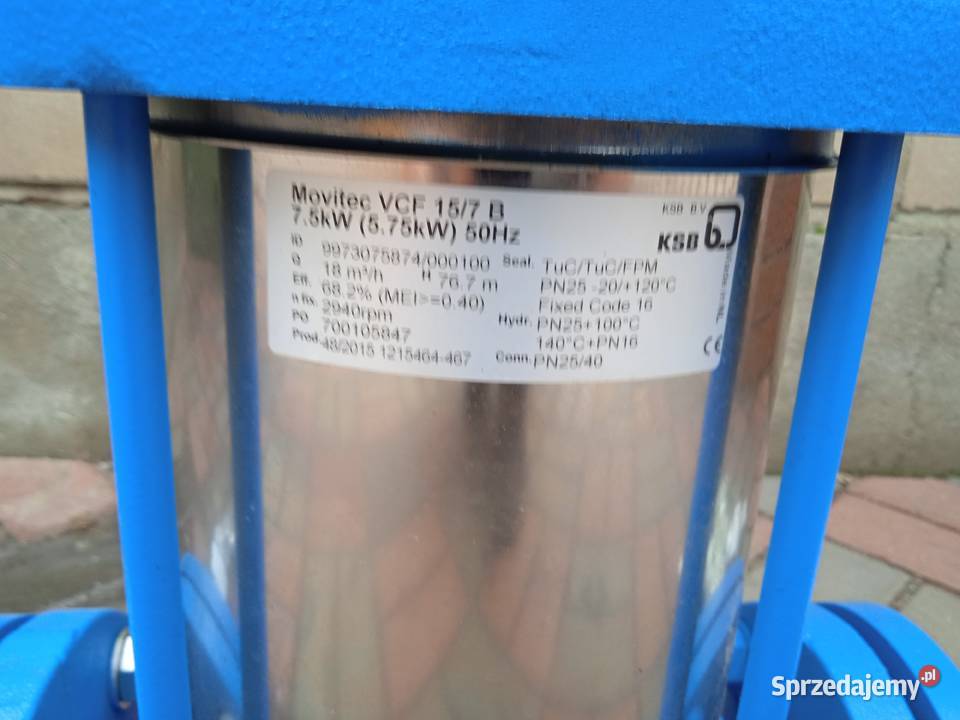 Movitec VCF 15/7 B
7.5kW (5.75kW) 50Hz
ID 9973075874/000100
Q 18 m³/h H 76.7 m
Eff. 68.2% (MEI>=0.40)
n fix. 2940rpm
PO 700105847
Prod. 48/2015 1215464-467
KSB B.V.
KSB
Seal. TuC/TuC/FPM
PN25 -20/+120°C
Fixed Code 16
Hydr. PN25+100°C
140°C+PN16
Conn. PN25/40
CE
Sprzedajemy.pl